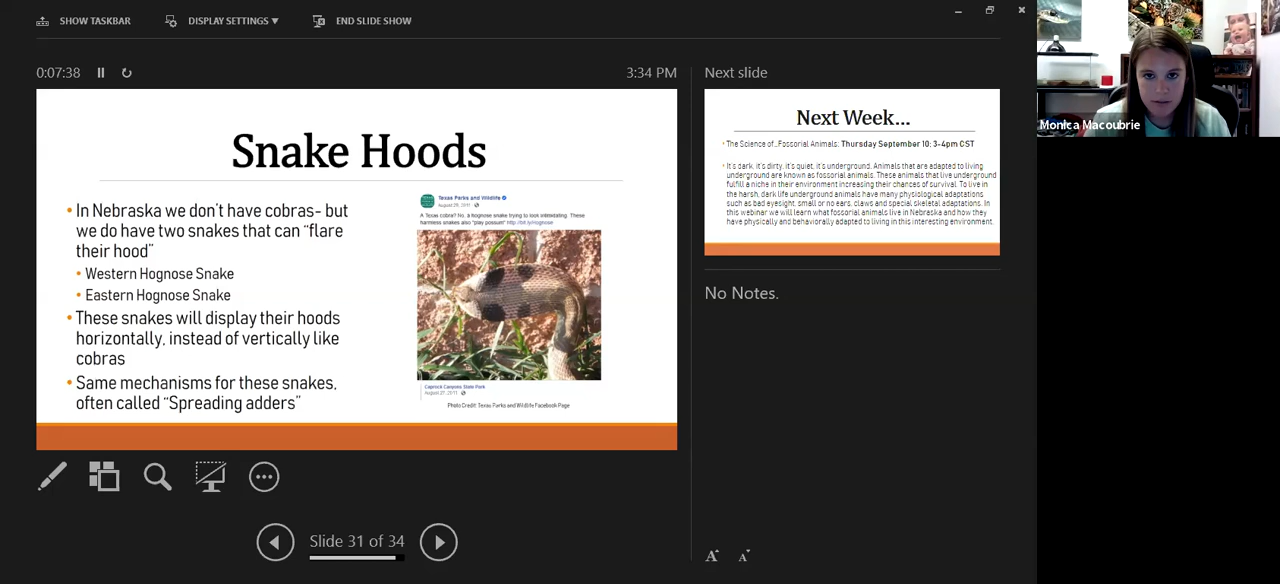 SHOW TASKBAR
DISPLAY SETTINGS ▼
END SLIDE SHOW
0:07:38
3:34 PM
Snake Hoods
• In Nebraska we don't have cobras- but
we do have two snakes that can “flare
their hood”
• Western Hognose Snake
• Eastern Hognose Snake
• These snakes will display their hoods
horizontally, instead of vertically like
cobras
• Same mechanisms for these snakes,
often called “Spreading adders”
Texas Parks and Wildlife
August 29, 2011
A Texas cobra? No, a hognose snake trying to look intimidating. These
harmless snakes also "play possum" http://bit.ly/Hognose
Caprock Canyons State Park
August 27, 2011
Photo Credit: Texas Parks and Wildlife Facebook Page
Slide 31 of 34
Next slide
Next Week...
• The Science of...Fossorial Animals: Thursday September 10: 3-4pm CST
• It's dark, it's dirty, it's quiet, it's underground. Animals that are adapted to living
underground are known as fossorial animals. These animals that live underground
fulfill a niche in their environment increasing their chances of survival. To live in
the harsh, dark life underground animals have many physiological adaptations
such as bad eyesight, small or no ears, claws and special skeletal adaptations. In
this webinar we will learn what fossorial animals live in Nebraska and how they
have physically and behaviorally adapted to living in this interesting environment.
No Notes.
A A
Monica Macoubrie